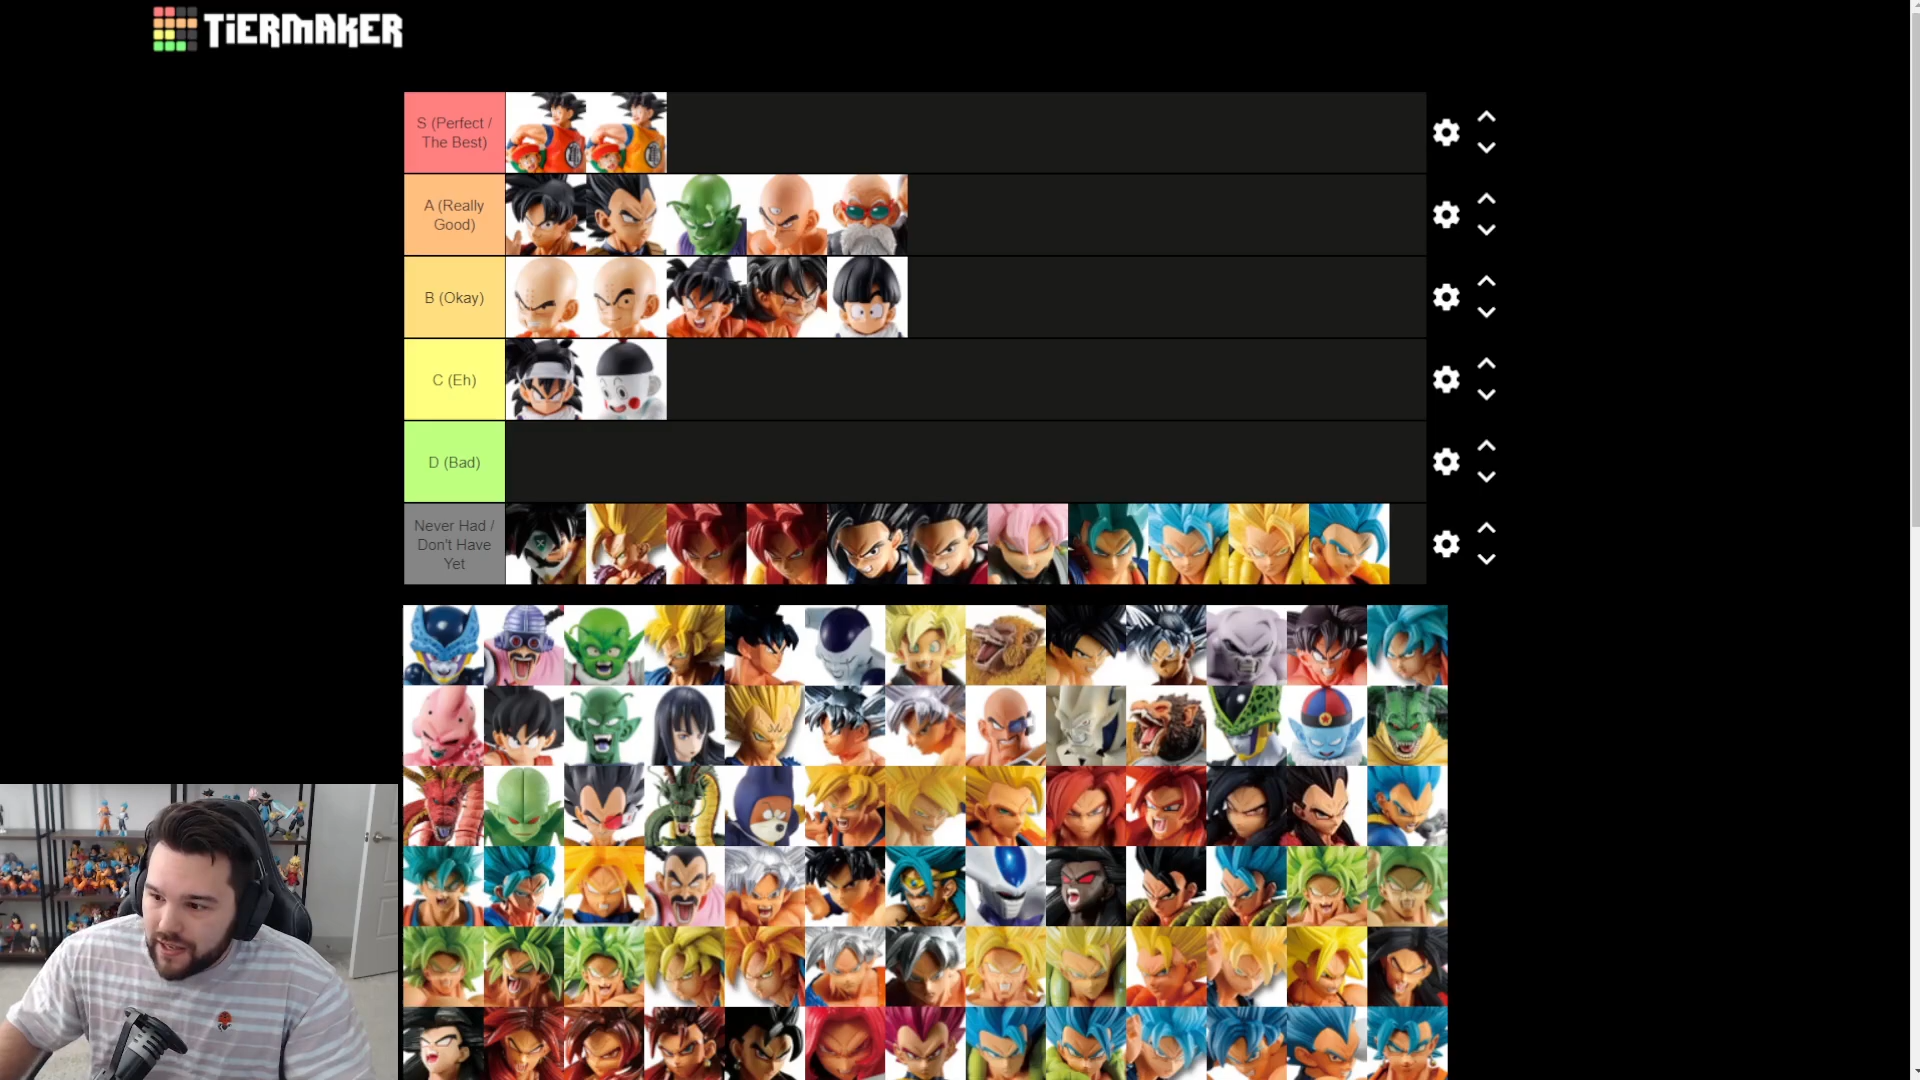 TiERMAKER
S (Perfect /
The Best)
A (Really
Good)
B (Okay)
C (Eh)
D (Bad)
Never Had /
Don't Have
Yet